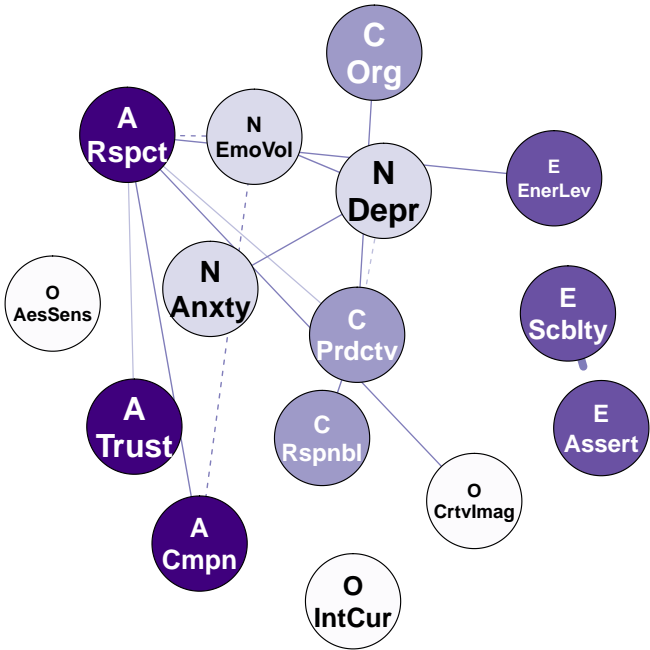 C
Org
A
Rspct
N
EmoVol
N
Depr
E
EnerLev
N
Anxty
O
AesSens
E
Scblty
C
Prdctv
A
Trust
C
Rspnbl
E
Assert
O
CrtvImag
A
Cmpn
O
IntCur